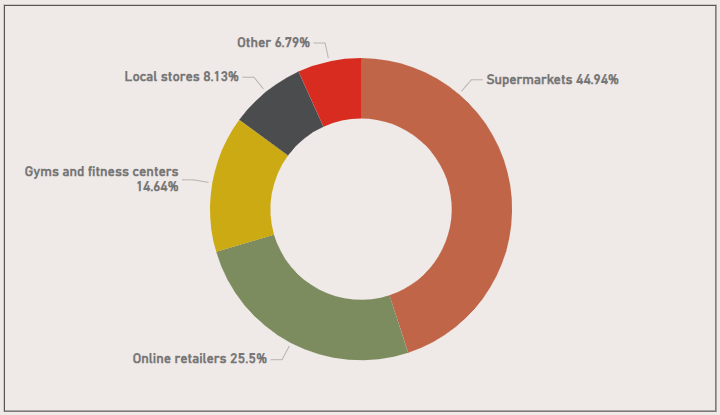 Other 6.79%
Local stores 8.13%
Supermarkets 44.94%
Gyms and fitness centers
14.64%
Online retailers 25.5%